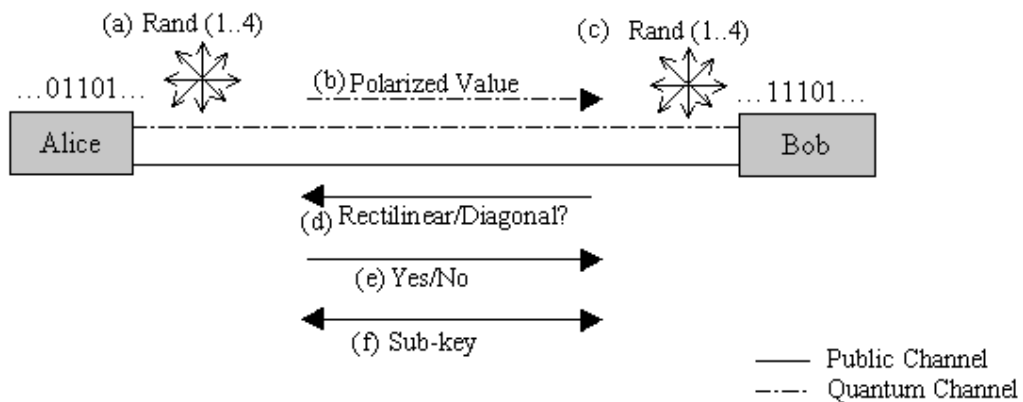 (a) Rand (1..4)
(c) Rand (1..4)
...01101...
(b) Polarized Value
...11101...
Alice
Bob
(d) Rectilinear/Diagonal?
(e) Yes/No
(f) Sub-key
Public Channel
Quantum Channel